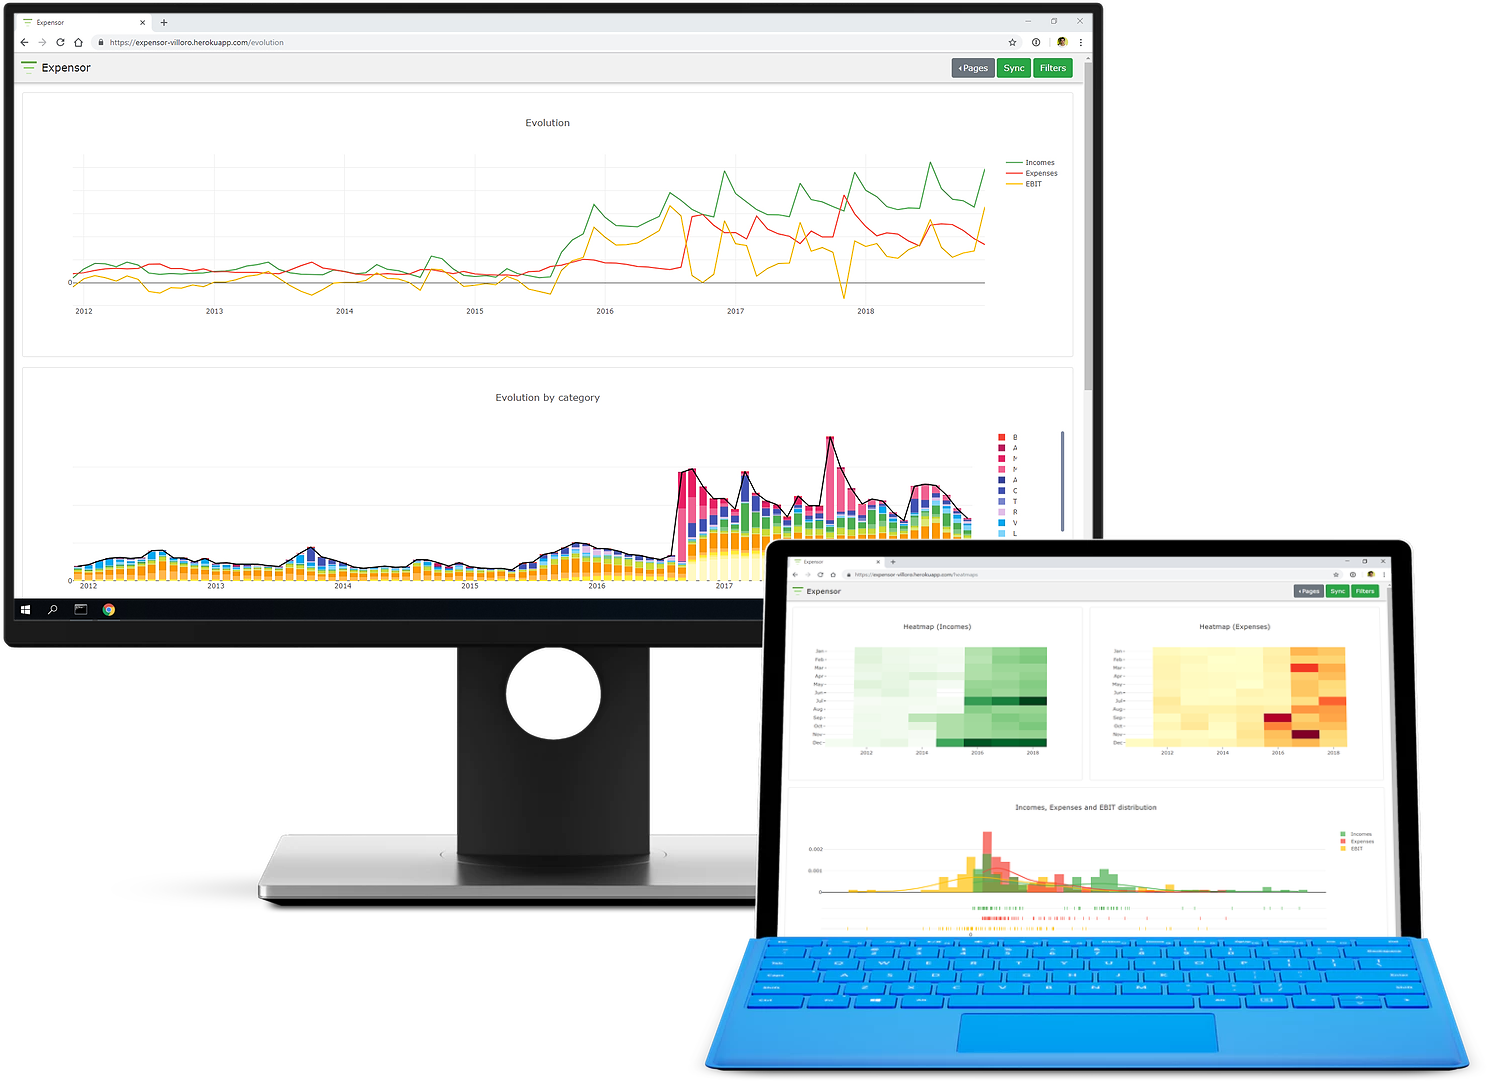 Expensor
https://expensor-villoro.herokuapp.com/evolution
Expensor
Pages Sync Filters
Evolution
Incomes
Expenses
EBIT
0
2012 2013 2014 2015 2016 2017 2018
Evolution by category
B
A
M
M
A
C
T
R
V
L
0
2012 2013 2014 2015 2016 2017
Expensor
https://expensor-villoro.herokuapp.com/heatmaps
Expensor
Pages Sync Filters
Heatmap (Incomes)
Jan
Feb
Mar
Apr
May
Jun
Jul
Aug
Sep
Oct
Nov
Dec
2012 2014 2016 2018
Heatmap (Expenses)
Jan
Feb
Mar
Apr
May
Jun
Jul
Aug
Sep
Oct
Nov
Dec
2012 2014 2016 2018
Incomes, Expenses and EBIT distribution
Incomes
Expenses
EBIT
0.002
0.001
0
0
Q W E R T Y U I O P
A S D F G H J K L
Z X C V B N M